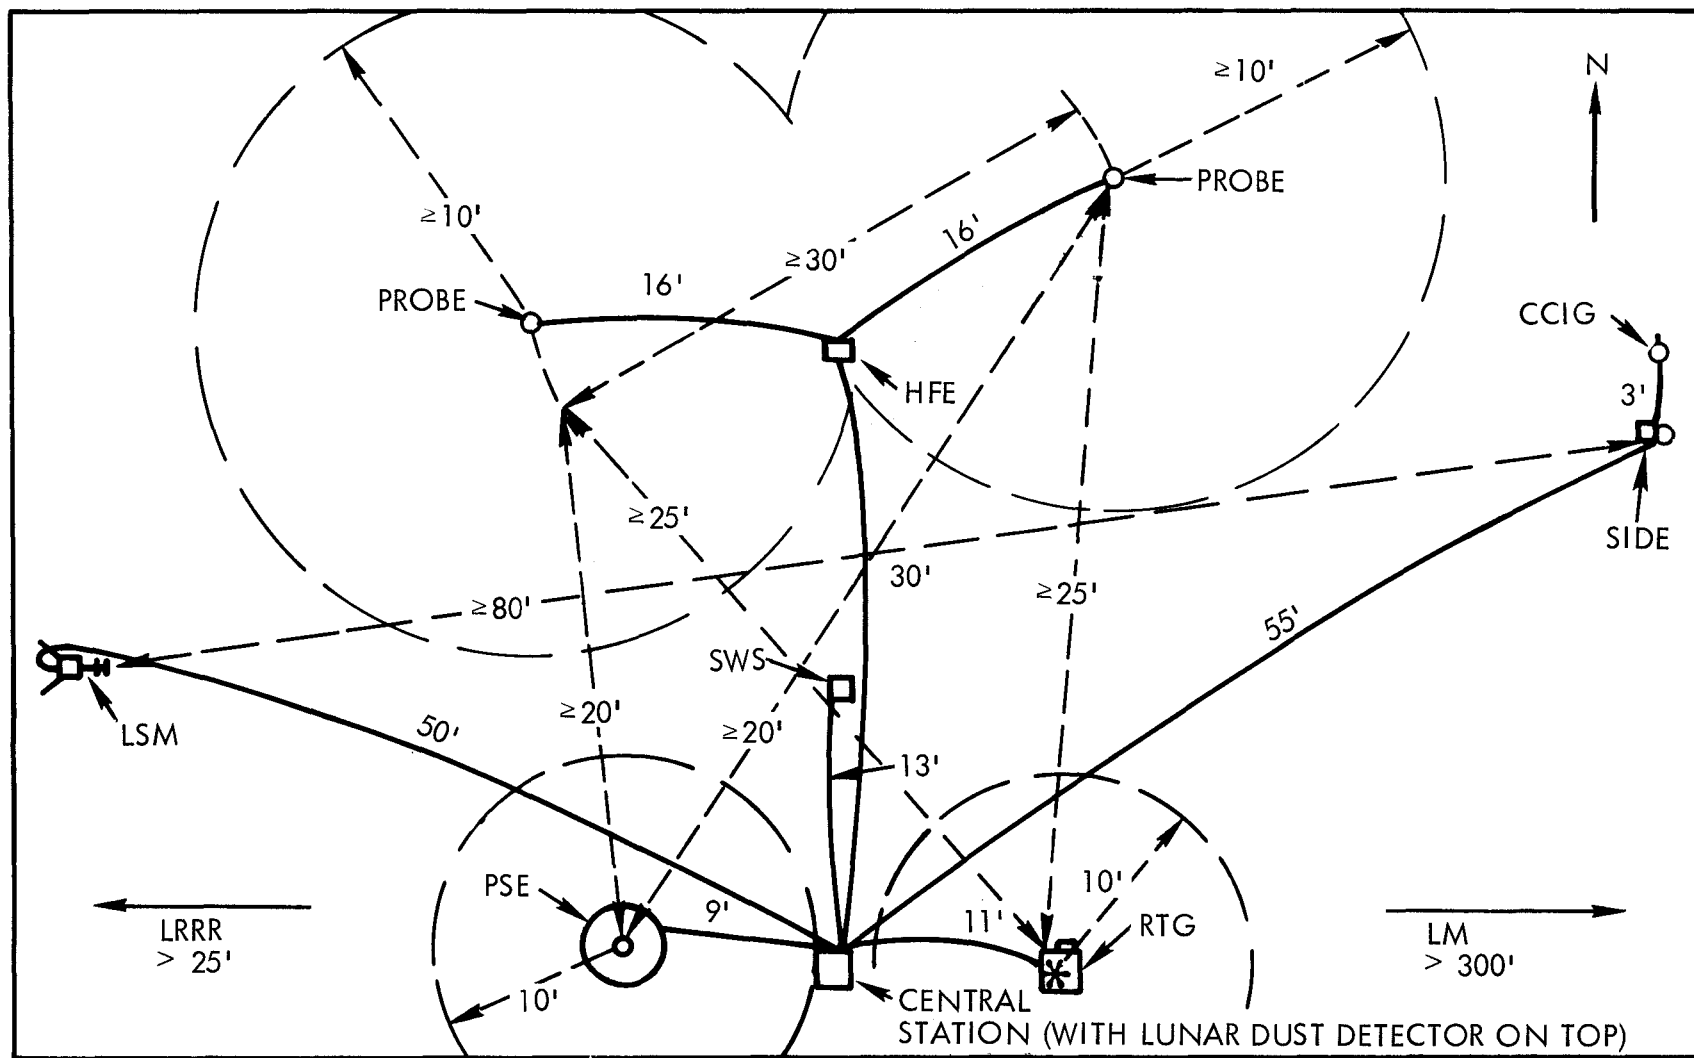 N
≥10'
PROBE
≥10'
16'
≥30'
16'
PROBE
CCIG
HFE
3'
≥25'
SIDE
30'
≥25'
≥80'
55'
SWS
≥20'
≥20'
LSM
50'
13'
PSE
9'
10'
11'
RTG
LRRR
> 25'
LM
> 300'
10'
CENTRAL
STATION (WITH LUNAR DUST DETECTOR ON TOP)